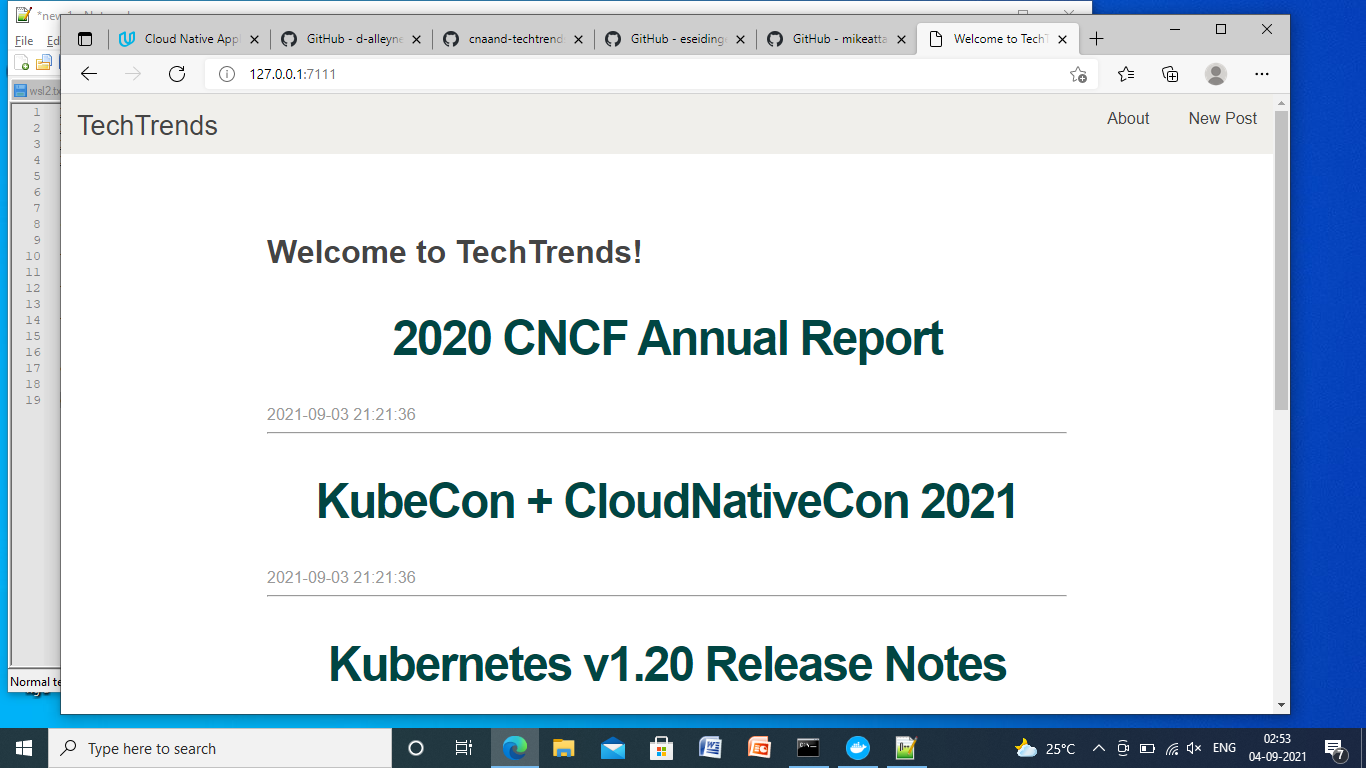 *new
Cloud Native App
GitHub - d-alleyne
cnaand-techtrend
GitHub - eseiding
GitHub - mikeatta
Welcome to TechT
File Ed
127.0.0.1:7111
wsl2.tx
TechTrends
About
New Post
1
2
3
4
5
6
7
8
9
10
11
12
13
14
15
16
17
18
19
Welcome to TechTrends!
2020 CNCF Annual Report
2021-09-03 21:21:36
KubeCon + CloudNativeCon 2021
2021-09-03 21:21:36
Kubernetes v1.20 Release Notes
Normal te
Type here to search
25°C
ENG
02:53
04-09-2021
7